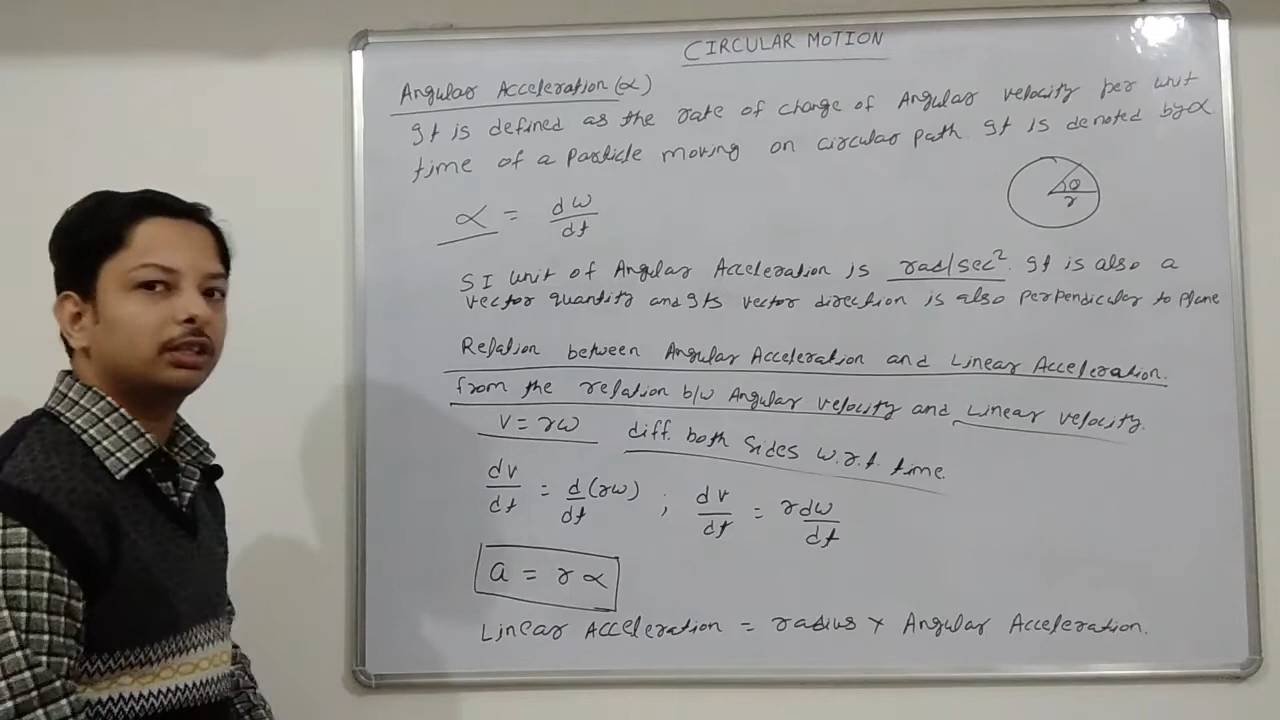 CIRCULAR MOTION
Angular Acceleration (α)
It is defined as the rate of change of Angular velocity per unit
time of a particle moving on circular path. It is denoted by α
θ
r
α = dω/dt
SI unit of Angular Acceleration is rad/sec². It is also a
vector quantity and its vector direction is also perpendicular to plane
Relation between Angular Acceleration and Linear Acceleration.
from the relation b/w Angular velocity and Linear velocity.
v = rω diff. both sides w.r.t. time.
dv/dt = d/dt (rω) ; dv/dt = r dω/dt
a = r α
Linear Acceleration = radius × Angular Acceleration.